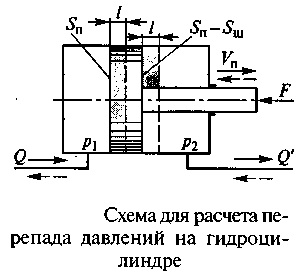 Sп l l Sп–Sш
Vп
F
p1 p2
Q Q'
Схема для расчета пе-
репада давлений на гидроци-
линдре